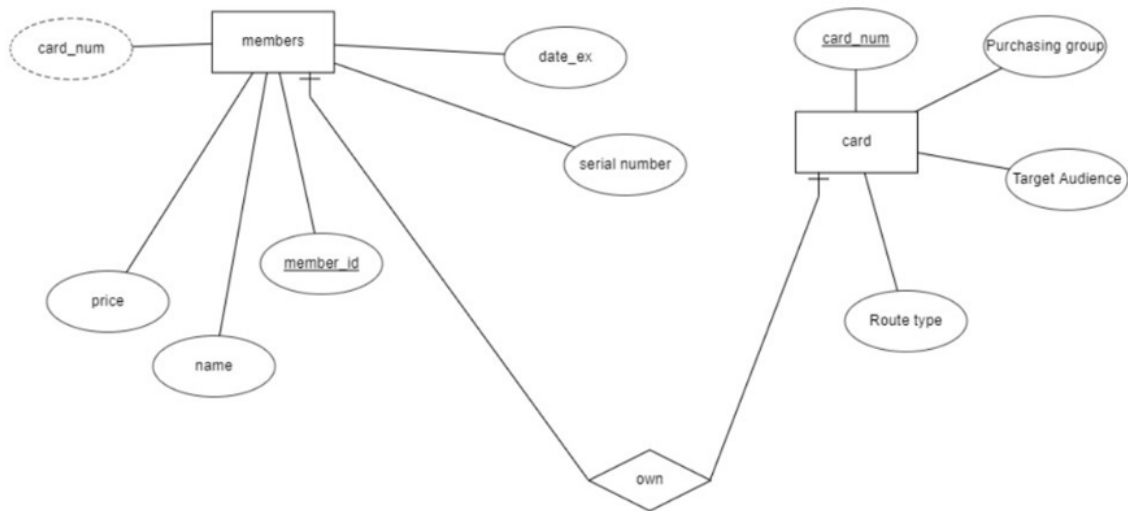 card_num
members
date_ex
serial number
member_id
price
name
card_num
Purchasing group
card
Target Audience
Route type
own